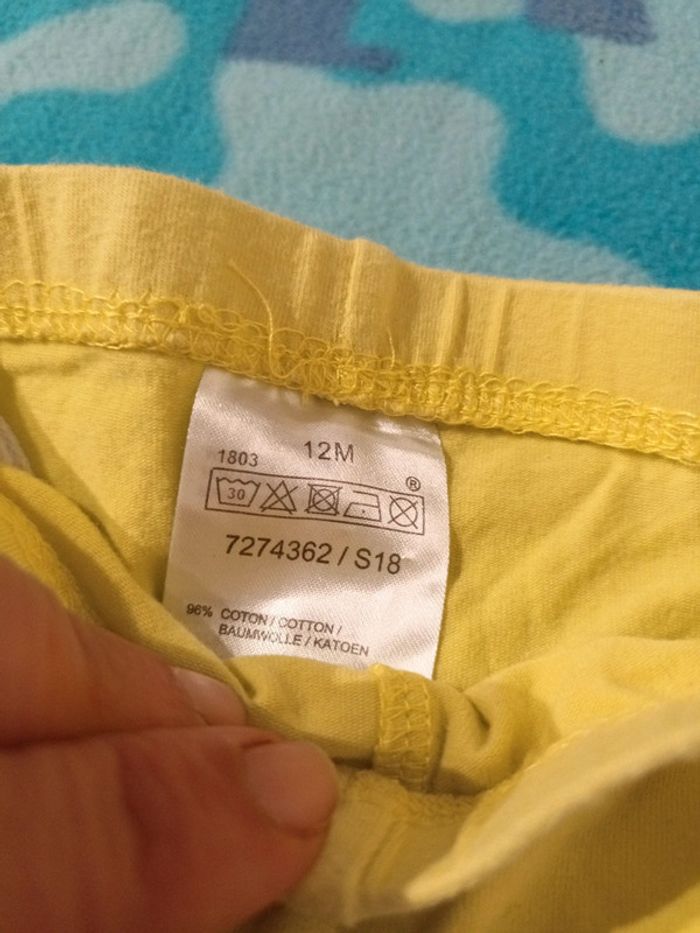 1803 12M
®
30
7274362 / S18
96% COTON / COTTON /
BAUMWOLLE / KATOEN